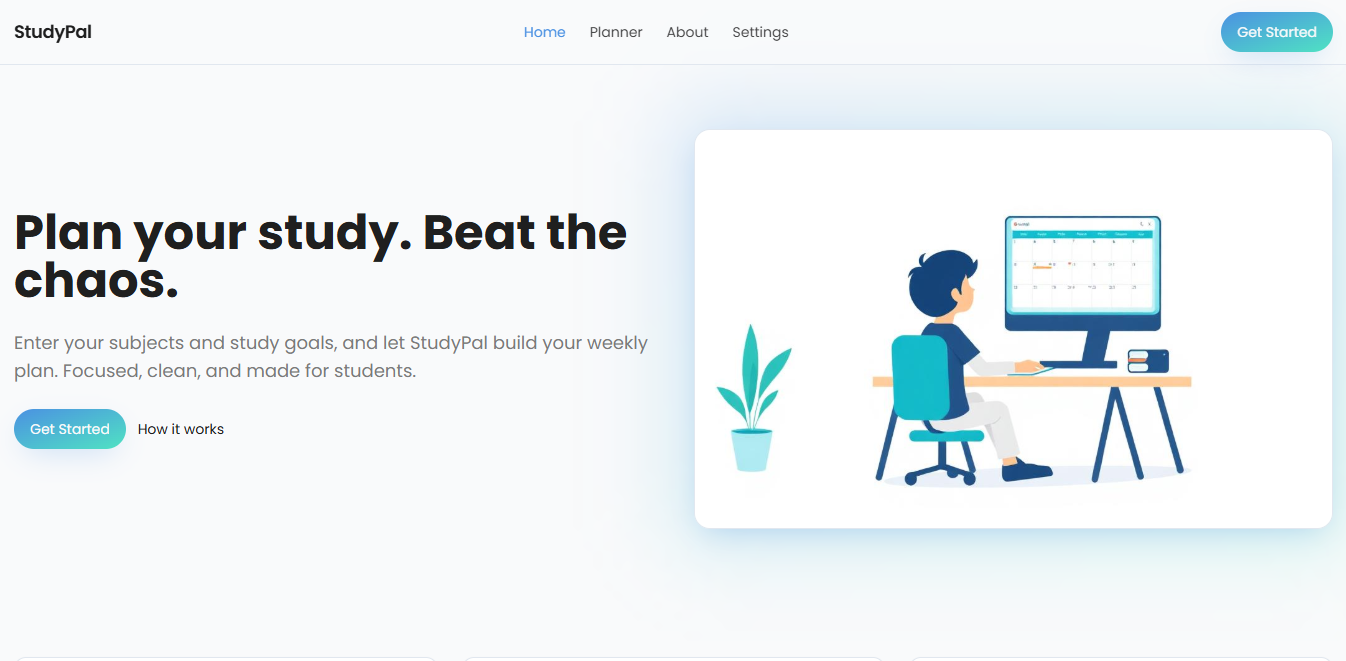 StudyPal
Home Planner About Settings
Get Started
Plan your study. Beat the
chaos.
Enter your subjects and study goals, and let StudyPal build your weekly
plan. Focused, clean, and made for students.
Get Started How it works